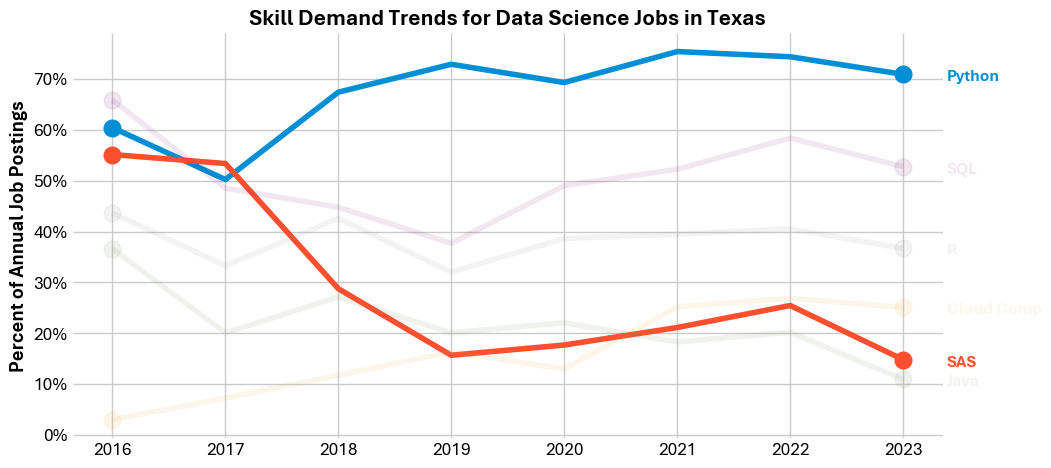 Skill Demand Trends for Data Science Jobs in Texas
Percent of Annual Job Postings
70%
60%
50%
40%
30%
20%
10%
0%
2016 2017 2018 2019 2020 2021 2022 2023
Python
SQL
R
Cloud Comp
SAS
Java